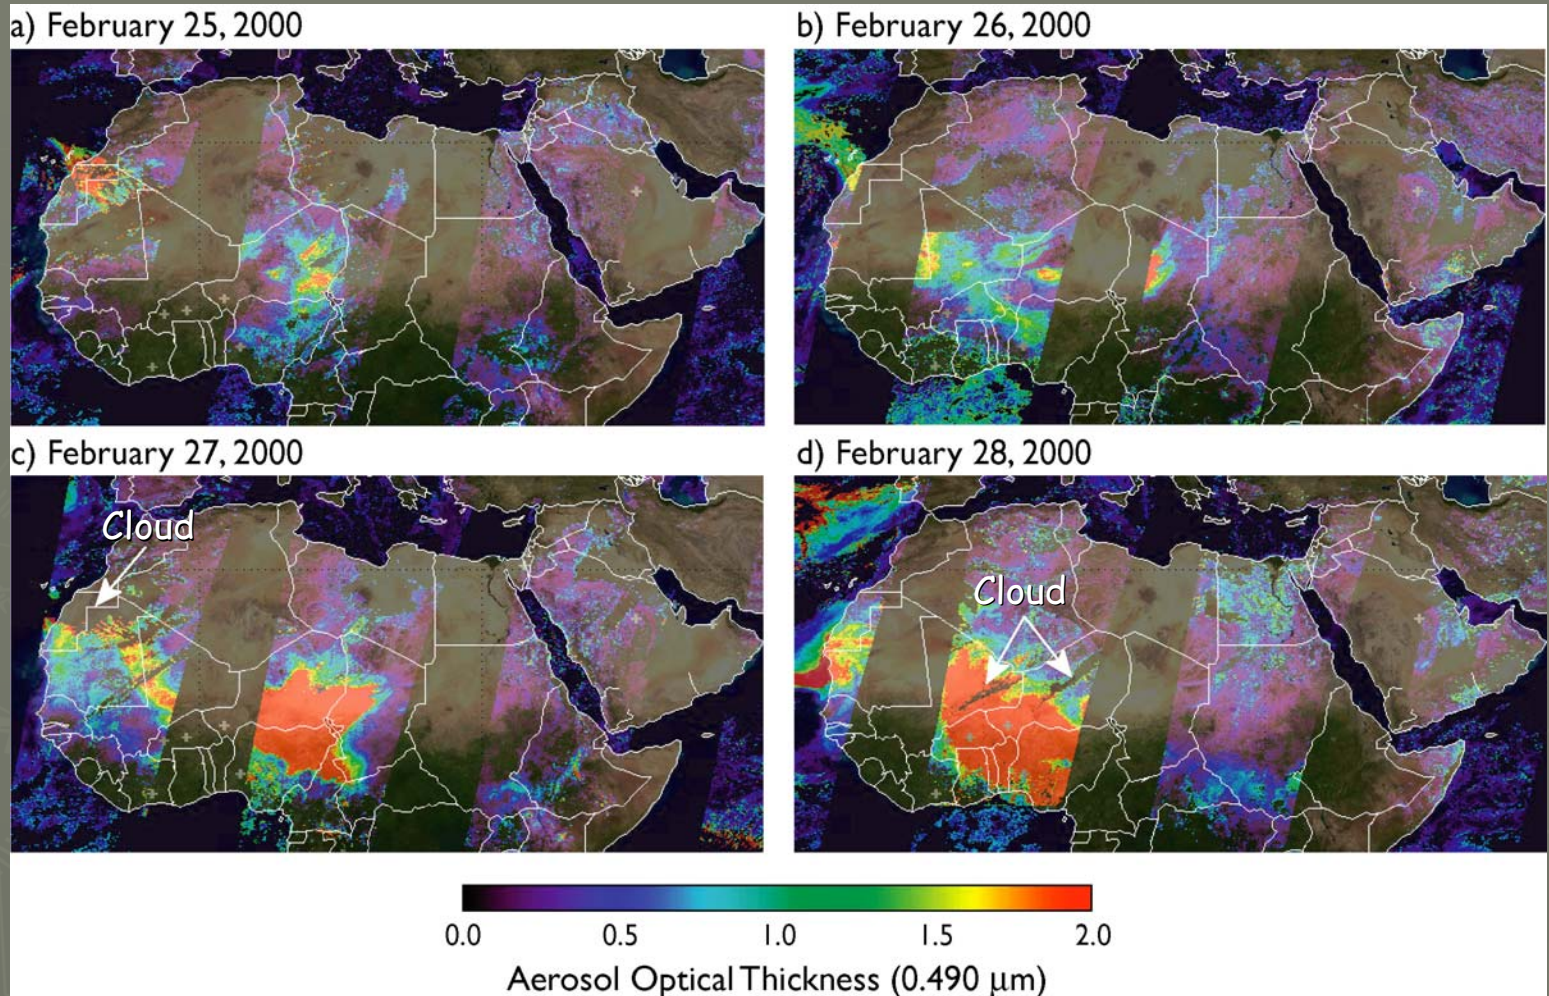 a) February 25, 2000
b) February 26, 2000
c) February 27, 2000
d) February 28, 2000
Cloud
Cloud
0.0 0.5 1.0 1.5 2.0
Aerosol Optical Thickness (0.490 µm)